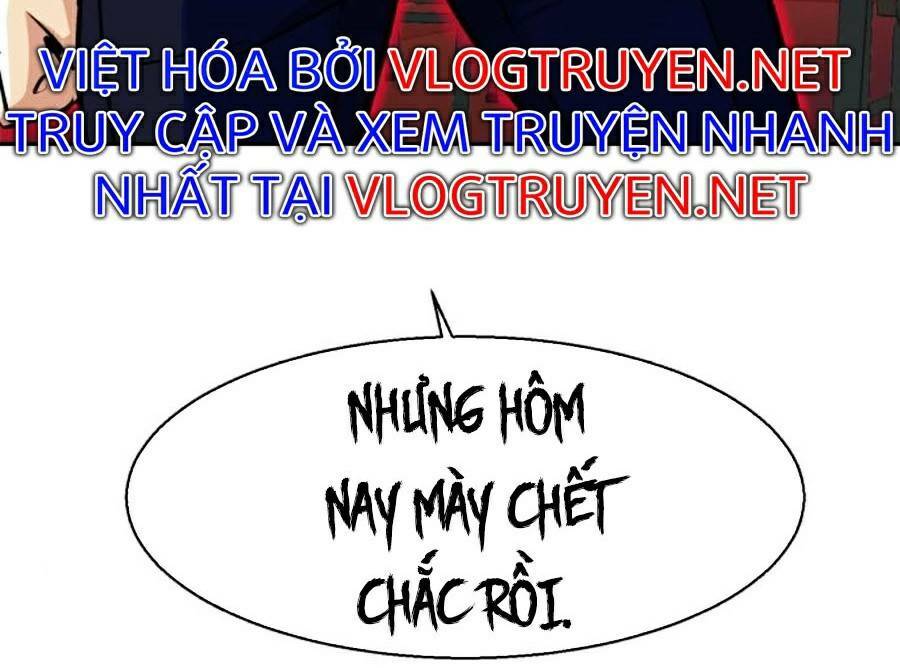 VIỆT HÓA BỞI VLOGTRUYEN.NET
TRUY CẬP VÀ XEM TRUYỆN NHANH
NHẤT TẠI VLOGTRUYEN.NET
NHƯNG HÔM
NAY MÀY CHẾT
CHẮC RỒI.